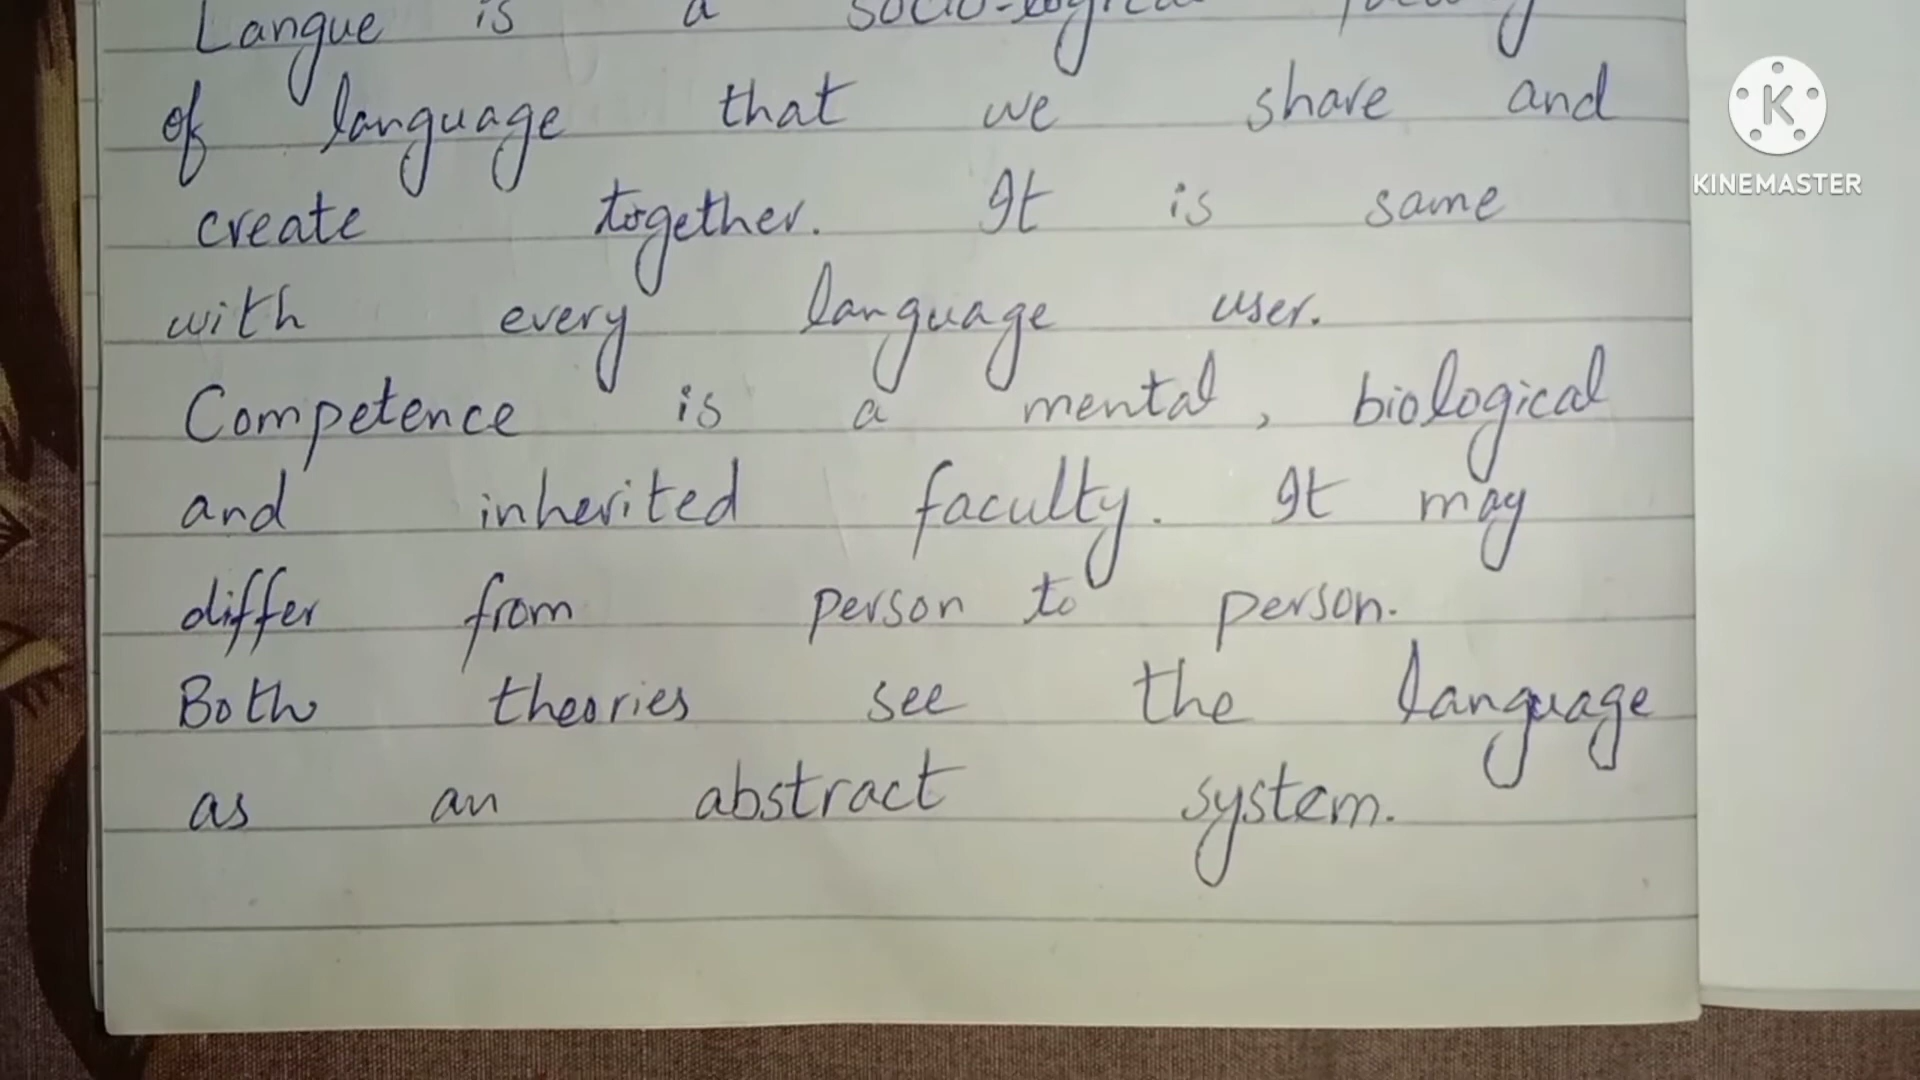 Langue is a socio-logical
of language that we share and
create together. It is same
with every language user.
Competence is a mental, biological
and inherited faculty. It may
differ from person to person.
Both theories see the language
as an abstract system.
KINEMASTER